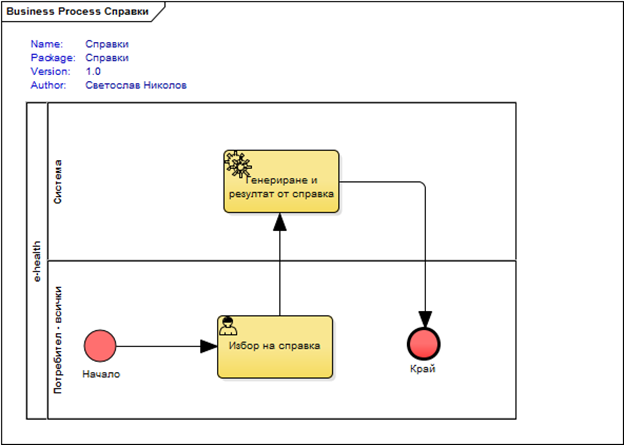 Business Process Справки
Name: Справки
Package: Справки
Version: 1.0
Author: Светослав Николов
e-health
Система
Генериране и
резултат от справка
Потребител - всички
Начало
Избор на справка
Край